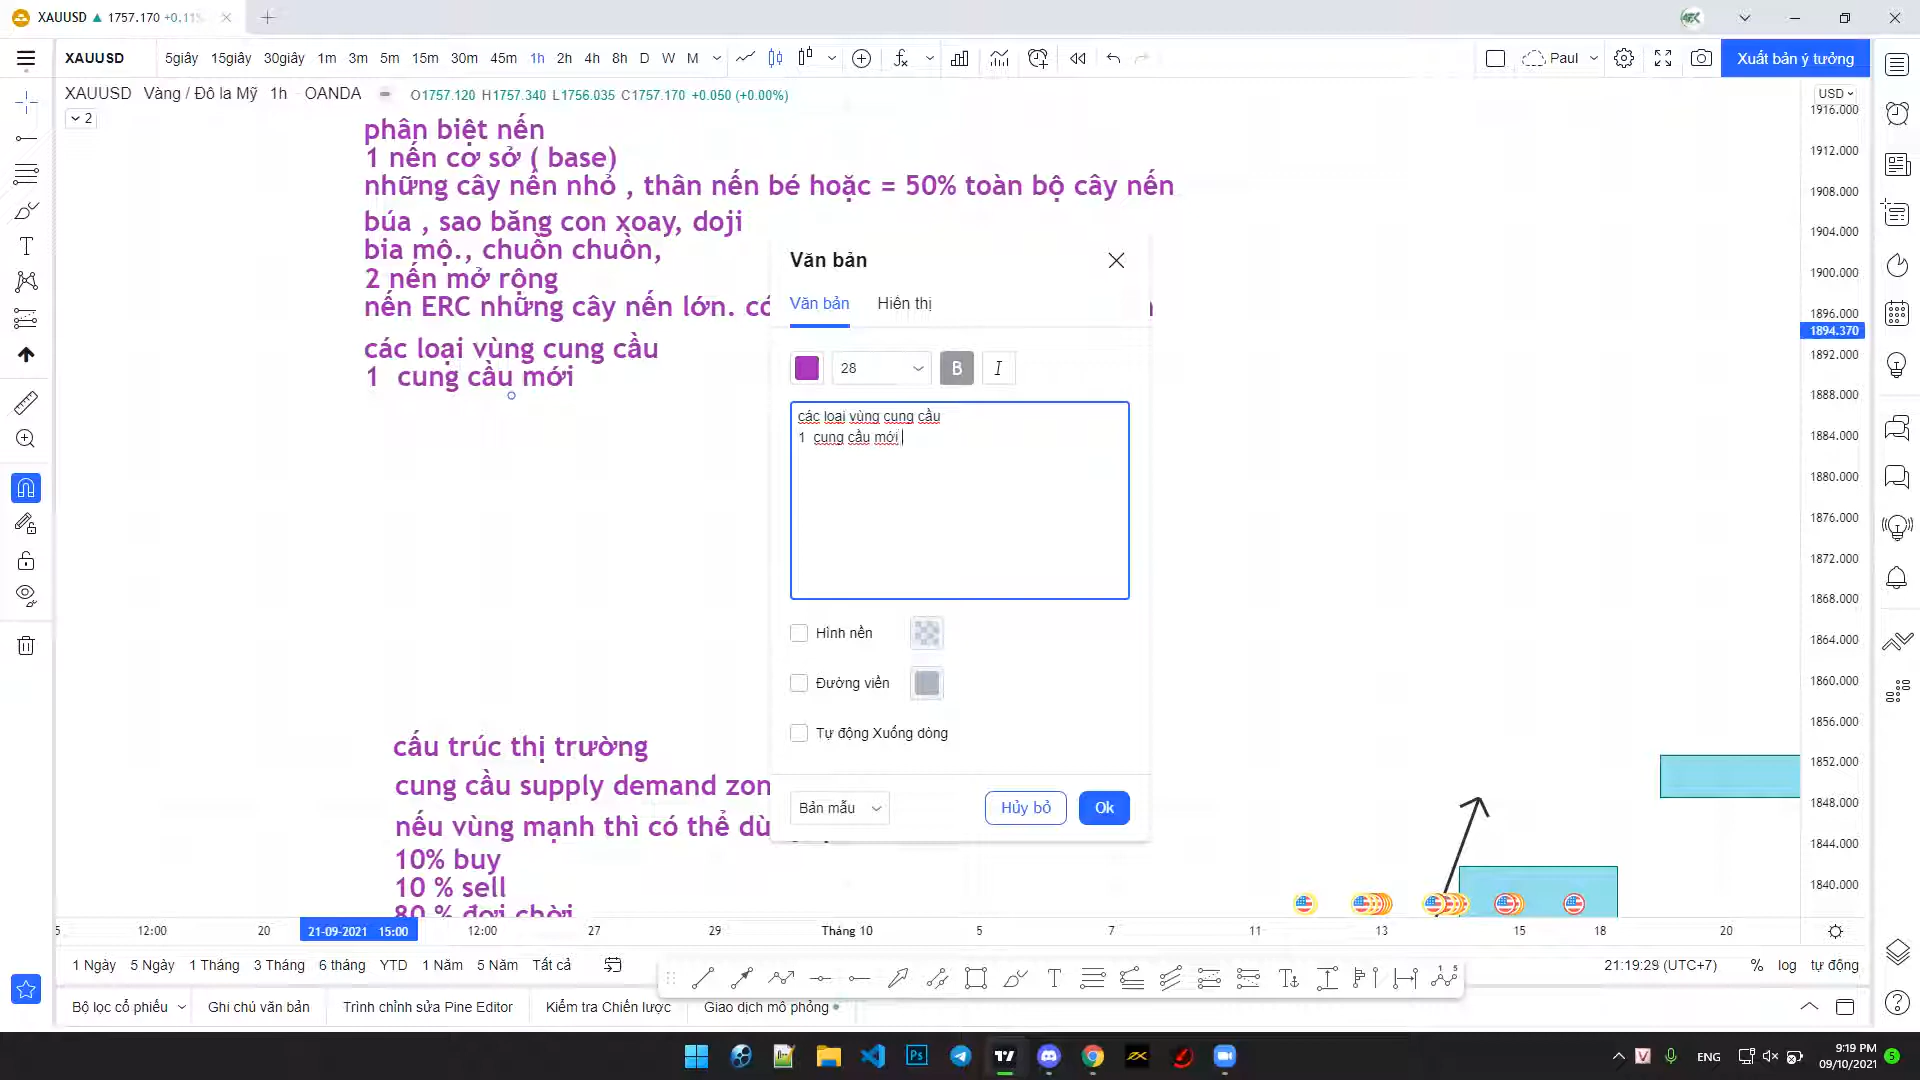 XAUUSD ▲ 1757.170 +0.11%
XAUUSD 5giây 15giây 30giây 1m 3m 5m 15m 30m 45m 1h 2h 4h 8h D W M Paul Xuất bản ý tưởng
XAUUSD Vàng / Đô la Mỹ 1h OANDA O1757.120 H1757.340 L1756.035 C1757.170 +0.050 (+0.00%)
USD
2
phân biệt nến
1 nến cơ sở ( base)
những cây nến nhỏ , thân nến bé hoặc = 50% toàn bộ cây nến
búa , sao băng con xoay, doji
bia mộ., chuồn chuồn,
2 nến mở rộng
nến ERC những cây nến lớn. có
các loại vùng cung cầu
1  cung cầu mới
Văn bản
Văn bản Hiển thị
28 B I
các loại vùng cung cầu
1  cung cầu mới
Hình nền
Đường viền
Tự động Xuống dòng
Bản mẫu Hủy bỏ Ok
cấu trúc thị trường
cung cầu supply demand zon
nếu vùng mạnh thì có thể dù
10% buy
10 % sell
80 % đợi chờ
1916.000
1912.000
1908.000
1904.000
1900.000
1896.000
1894.370
1892.000
1888.000
1884.000
1880.000
1876.000
1872.000
1868.000
1864.000
1860.000
1856.000
1852.000
1848.000
1844.000
1840.000
5 12:00 20 21-09-2021 15:00 12:00 27 29 Tháng 10 5 7 11 13 15 18 20
1 Ngày 5 Ngày 1 Tháng 3 Tháng 6 tháng YTD 1 Năm 5 Năm Tất cả 21:19:29 (UTC+7) % log tự động
Bộ lọc cổ phiếu Ghi chú văn bản Trình chỉnh sửa Pine Editor Kiểm tra Chiến lược Giao dịch mô phỏng
ENG 9:19 PM 5
09/10/2021